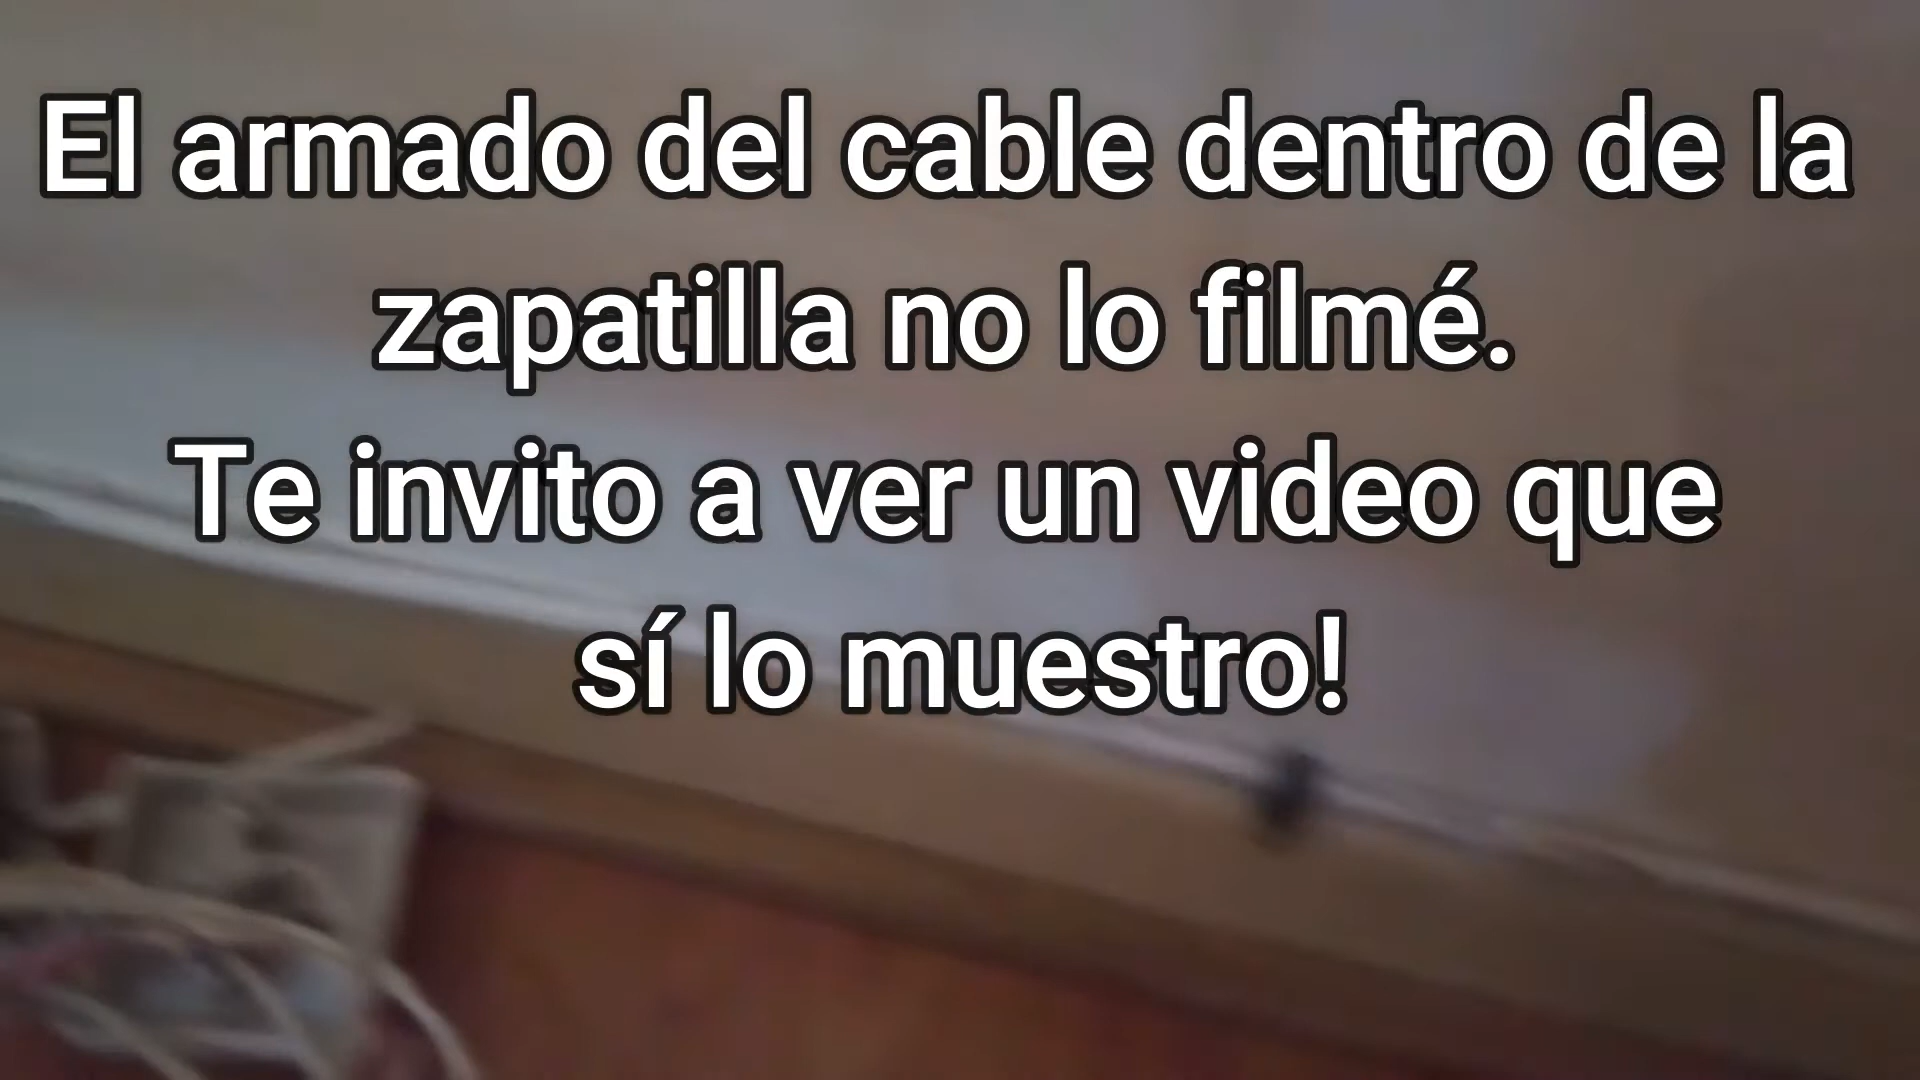 El armado del cable dentro de la
zapatilla no lo filmé.
Te invito a ver un video que
sí lo muestro!